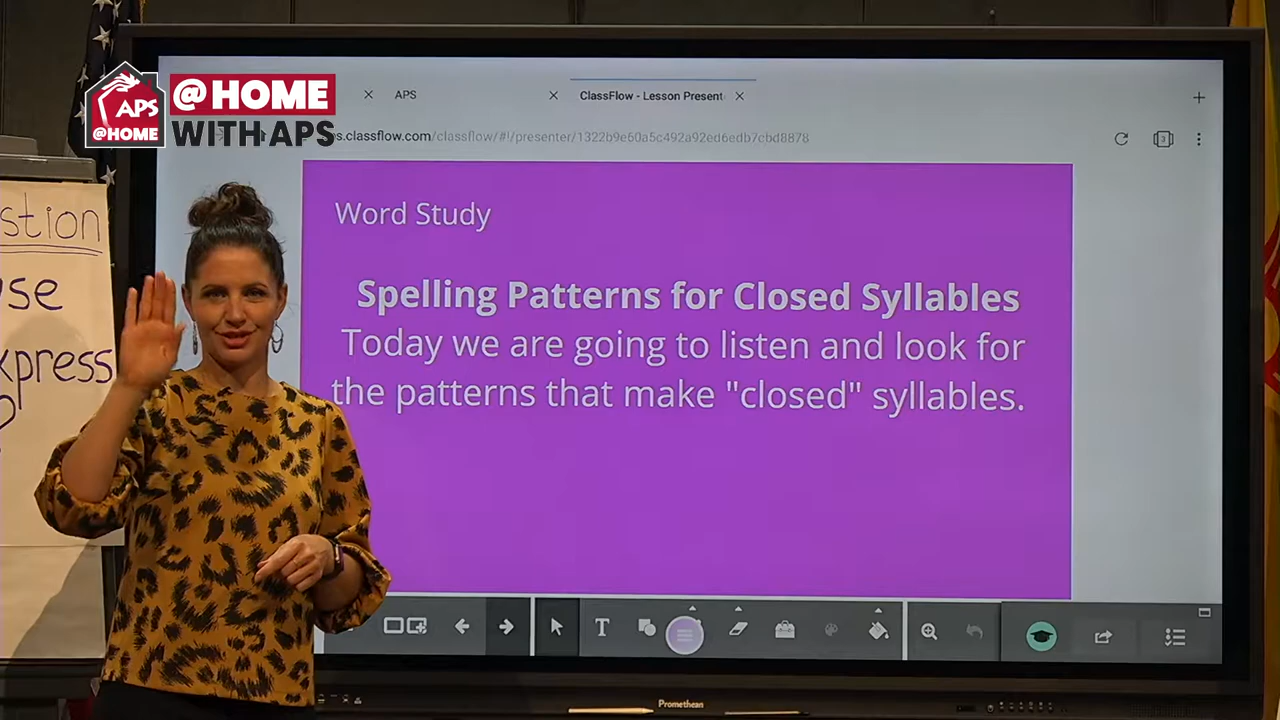 APS
@HOME
@HOME
WITH APS
APS
ClassFlow - Lesson Present
s.classflow.com/classflow/#!/presenter/1322b9e60a5c492a92ed6edb7cbd8878
stion
use
xpress
?
Word Study
Spelling Patterns for Closed Syllables
Today we are going to listen and look for
the patterns that make "closed" syllables.
T
Promethean